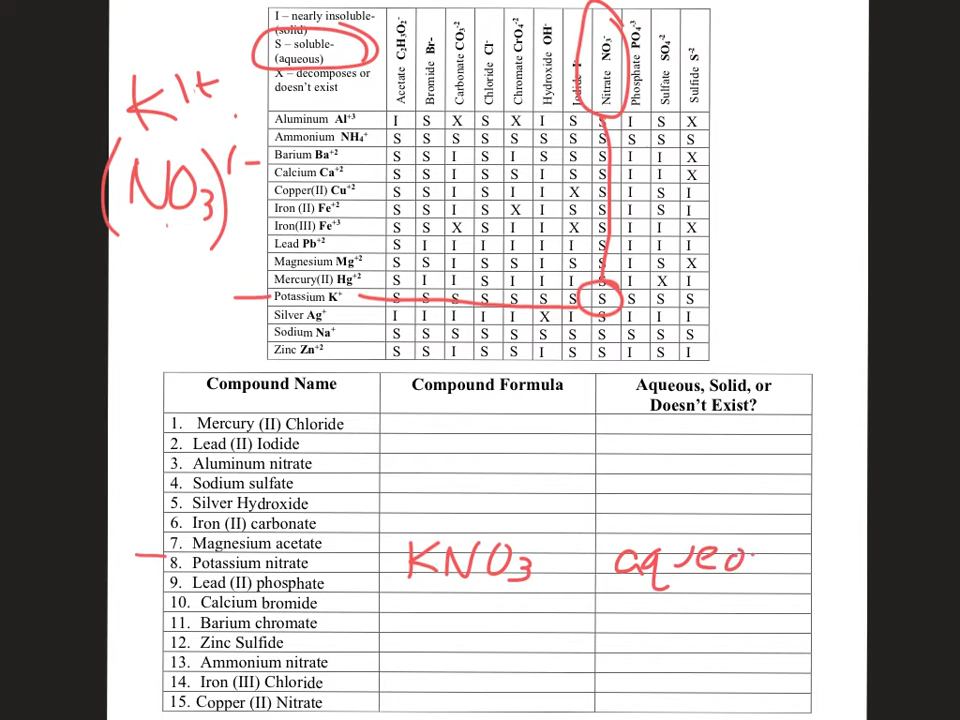 I – nearly insoluble-
(solid)
S – soluble-
(aqueous)
X – decomposes or
doesn't exist
Acetate C₂H₃O₂⁻
Bromide Br-
Carbonate CO₃⁻²
Chloride Cl⁻
Chromate CrO₄⁻²
Hydroxide OH⁻
Iodide I⁻
Nitrate NO₃⁻
Phosphate PO₄⁻³
Sulfate SO₄⁻²
Sulfide S⁻²
Aluminum Al⁺³ I S X S X I S S I S X
Ammonium NH₄⁺ S S S S S S S S S S S
Barium Ba⁺² S S I S I S S S I I X
Calcium Ca⁺² S S I S S I S S I I X
Copper(II) Cu⁺² S S I S I I X S I S I
Iron (II) Fe⁺² S S I S X I S S I S I
Iron(III) Fe⁺³ S S X S I I X S I I X
Lead Pb⁺² S I I I I I I S I I I
Magnesium Mg⁺² S S I S S I S S I S X
Mercury(II) Hg⁺² S I I S I I I S I X I
Potassium K⁺ S S S S S S S S S S S
Silver Ag⁺ I I I I I X I S I I I
Sodium Na⁺ S S S S S S S S S S S
Zinc Zn⁺² S S I S S I S S I S I
K¹⁺
(NO₃)¹⁻
Compound Name Compound Formula Aqueous, Solid, or
Doesn't Exist?
1. Mercury (II) Chloride
2. Lead (II) Iodide
3. Aluminum nitrate
4. Sodium sulfate
5. Silver Hydroxide
6. Iron (II) carbonate
7. Magnesium acetate
8. Potassium nitrate KNO₃ aqueo
9. Lead (II) phosphate
10. Calcium bromide
11. Barium chromate
12. Zinc Sulfide
13. Ammonium nitrate
14. Iron (III) Chloride
15. Copper (II) Nitrate